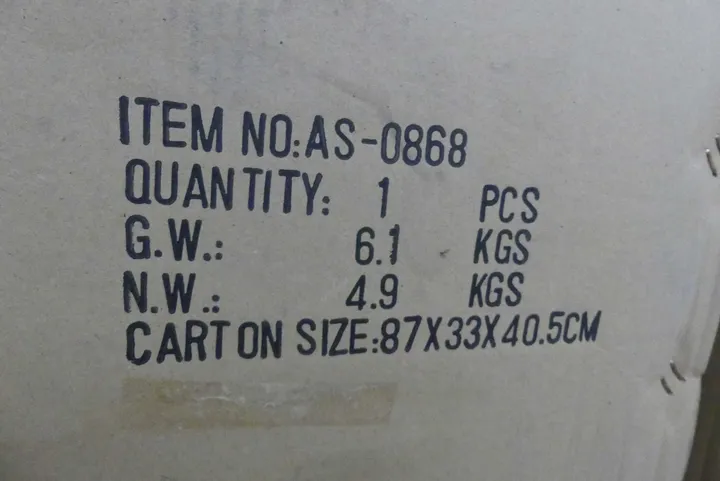 ITEM NO:AS-0868
QUANTITY: 1 PCS
G.W.: 6.1 KGS
N.W.: 4.9 KGS
CARTON SIZE:87X33X40.5CM